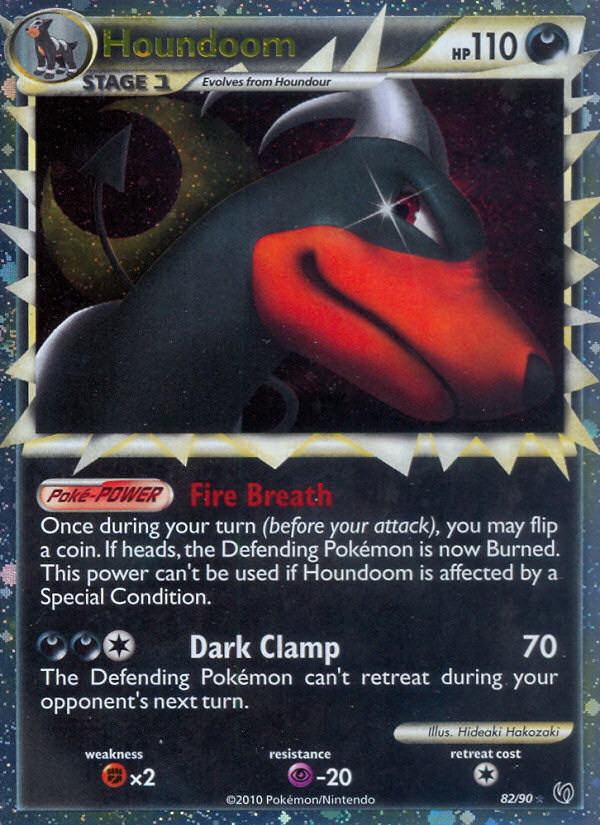 Houndoom
HP110
STAGE 1
Evolves from Houndour
Poké-POWER Fire Breath
Once during your turn (before your attack), you may flip
a coin. If heads, the Defending Pokémon is now Burned.
This power can't be used if Houndoom is affected by a
Special Condition.
Dark Clamp 70
The Defending Pokémon can't retreat during your
opponent's next turn.
Illus. Hideaki Hakozaki
weakness resistance retreat cost
×2 -20
©2010 Pokémon/Nintendo 82/90